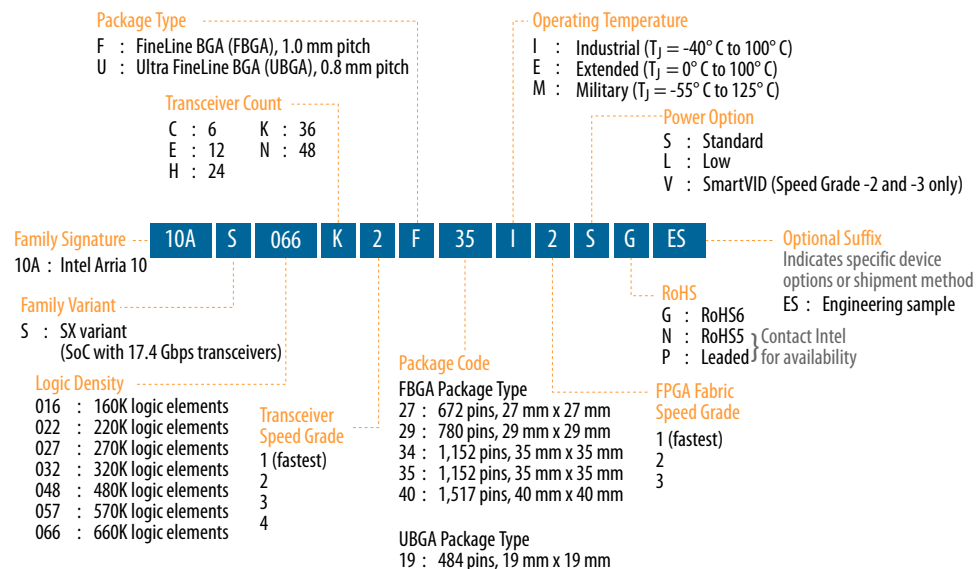 Package Type
F : FineLine BGA (FBGA), 1.0 mm pitch
U : Ultra FineLine BGA (UBGA), 0.8 mm pitch
Operating Temperature
I : Industrial (TJ = -40° C to 100° C)
E : Extended (TJ = 0° C to 100° C)
M : Military (TJ = -55° C to 125° C)
Transceiver Count
C : 6 K : 36
E : 12 N : 48
H : 24
Power Option
S : Standard
L : Low
V : SmartVID (Speed Grade -2 and -3 only)
10A S 066 K 2 F 35 I 2 S G ES
Family Signature
10A : Intel Arria 10
Optional Suffix
Indicates specific device
options or shipment method
ES : Engineering sample
Family Variant
S : SX variant
(SoC with 17.4 Gbps transceivers)
RoHS
G : RoHS6
N : RoHS5
P : Leaded
Contact Intel
for availability
Logic Density
016 : 160K logic elements
022 : 220K logic elements
027 : 270K logic elements
032 : 320K logic elements
048 : 480K logic elements
057 : 570K logic elements
066 : 660K logic elements
Transceiver
Speed Grade
1 (fastest)
2
3
4
Package Code
FBGA Package Type
27 : 672 pins, 27 mm x 27 mm
29 : 780 pins, 29 mm x 29 mm
34 : 1,152 pins, 35 mm x 35 mm
35 : 1,152 pins, 35 mm x 35 mm
40 : 1,517 pins, 40 mm x 40 mm
UBGA Package Type
19 : 484 pins, 19 mm x 19 mm
FPGA Fabric
Speed Grade
1 (fastest)
2
3